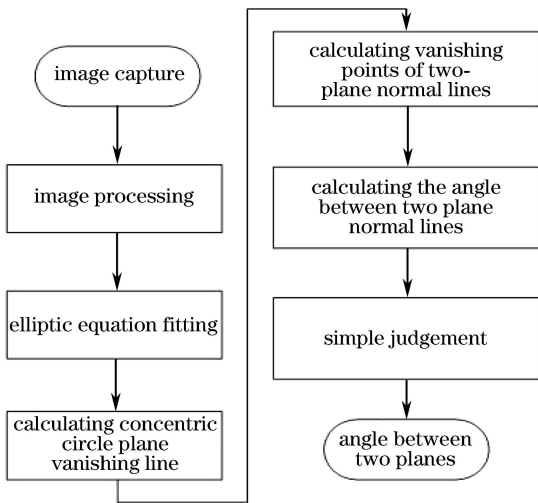 image capture
image processing
elliptic equation fitting
calculating concentric
circle plane
vanishing line
calculating vanishing
points of two-
plane normal lines
calculating the angle
between two plane
normal lines
simple judgement
angle between
two planes